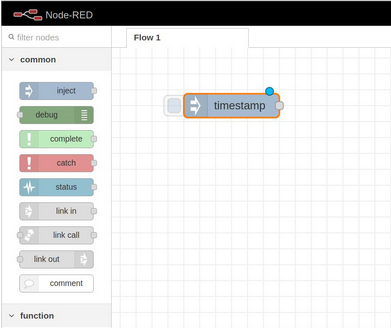 Node-RED
filter nodes
Flow 1
common
timestamp
inject
debug
complete
catch
status
link in
link call
link out
comment
function